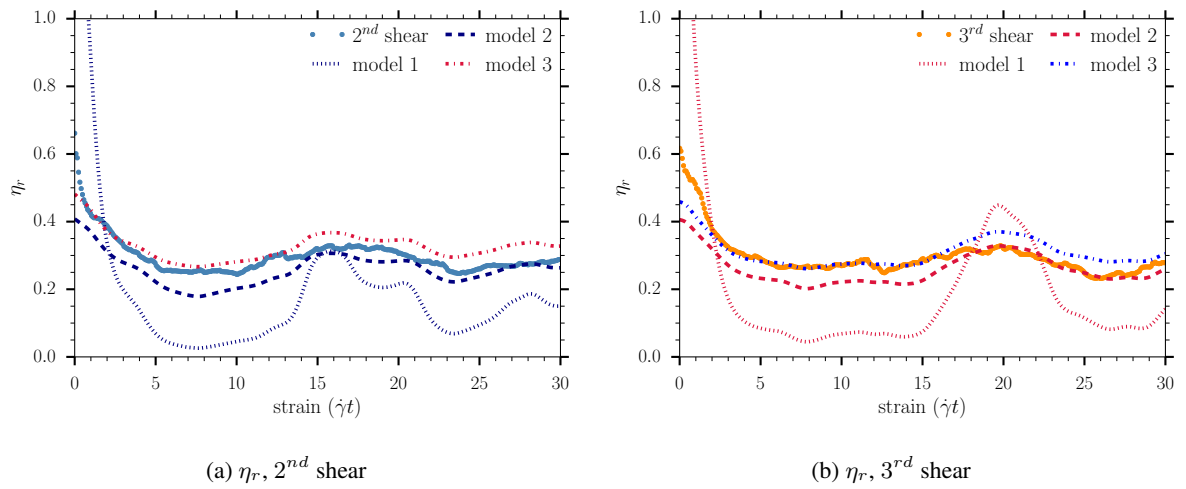 1.0
0.8
0.6
0.4
0.2
0.0
η_r
2^{nd} shear
model 1
model 2
model 3
0 5 10 15 20 25 30
strain (γ̇t)
(a) η_r, 2^{nd} shear
1.0
0.8
0.6
0.4
0.2
0.0
η_r
3^{rd} shear
model 1
model 2
model 3
0 5 10 15 20 25 30
strain (γ̇t)
(b) η_r, 3^{rd} shear